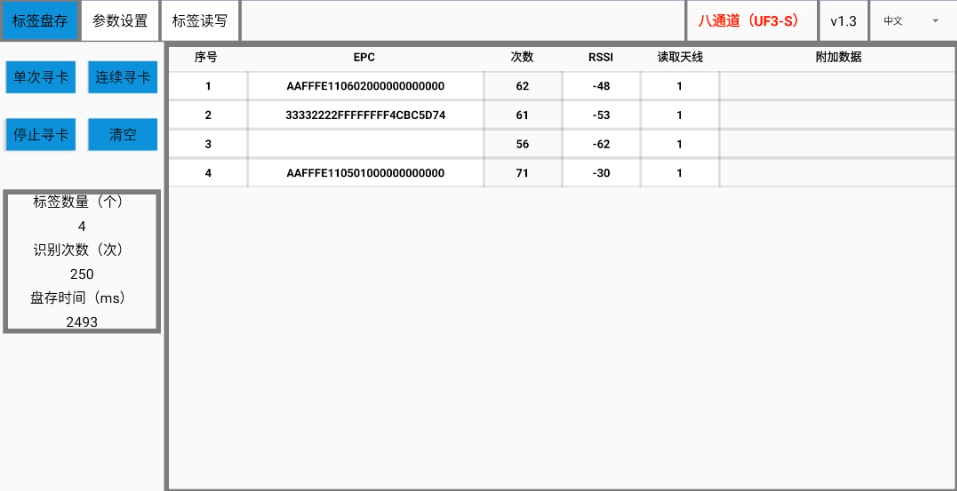 标签盘存 参数设置 标签读写 八通道（UF3-S） v1.3 中文
单次寻卡 连续寻卡
停止寻卡 清空
标签数量（个）
4
识别次数（次）
250
盘存时间（ms）
2493
序号 EPC 次数 RSSI 读取天线 附加数据
1 AAFFFE110602000000000000 62 -48 1
2 33332222FFFFFFFF4CBC5D74 61 -53 1
3 56 -62 1
4 AAFFFE110501000000000000 71 -30 1